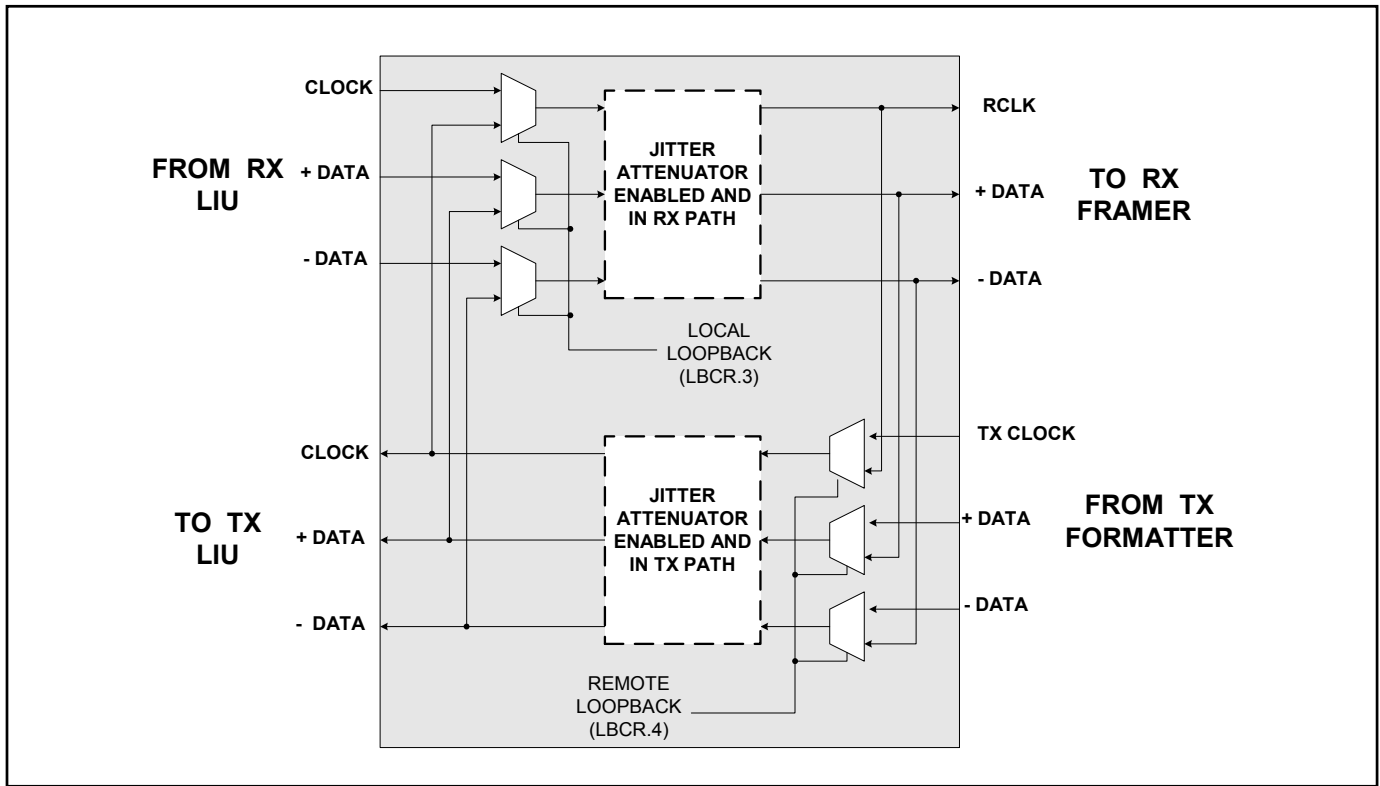 CLOCK
RCLK
FROM RX
LIU
+ DATA
JITTER
ATTENUATOR
ENABLED AND
IN RX PATH
+ DATA
TO RX
FRAMER
- DATA
- DATA
LOCAL
LOOPBACK
(LBCR.3)
CLOCK
TX CLOCK
TO TX
LIU
+ DATA
JITTER
ATTENUATOR
ENABLED AND
IN TX PATH
+ DATA
FROM TX
FORMATTER
- DATA
- DATA
REMOTE
LOOPBACK
(LBCR.4)